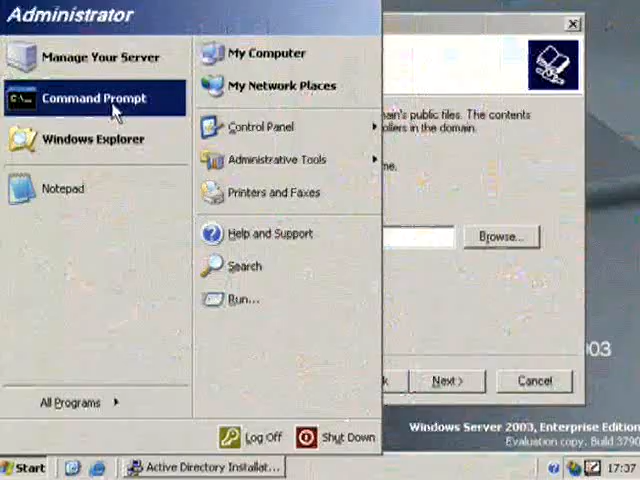 Administrator
Manage Your Server
Command Prompt
Windows Explorer
Notepad
All Programs
My Computer
My Network Places
Control Panel
Administrative Tools
Printers and Faxes
Help and Support
Search
Run...
Log Off
Shut Down
main's public files. The contents
ollers in the domain.
me.
Browse...
k
Next >
Cancel
003
Windows Server 2003, Enterprise Edition
Evaluation copy. Build 3790
Start
Active Directory Installat...
17:37